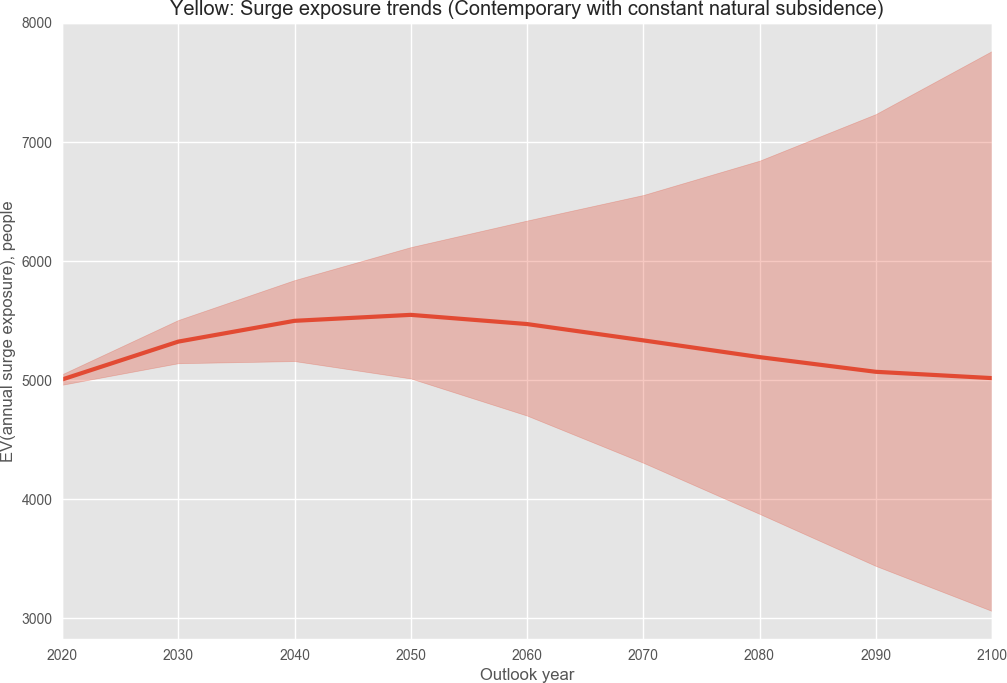 Yellow: Surge exposure trends (Contemporary with constant natural subsidence)
EV(annual surge exposure), people
8000
7000
6000
5000
4000
3000
2020 2030 2040 2050 2060 2070 2080 2090 2100
Outlook year